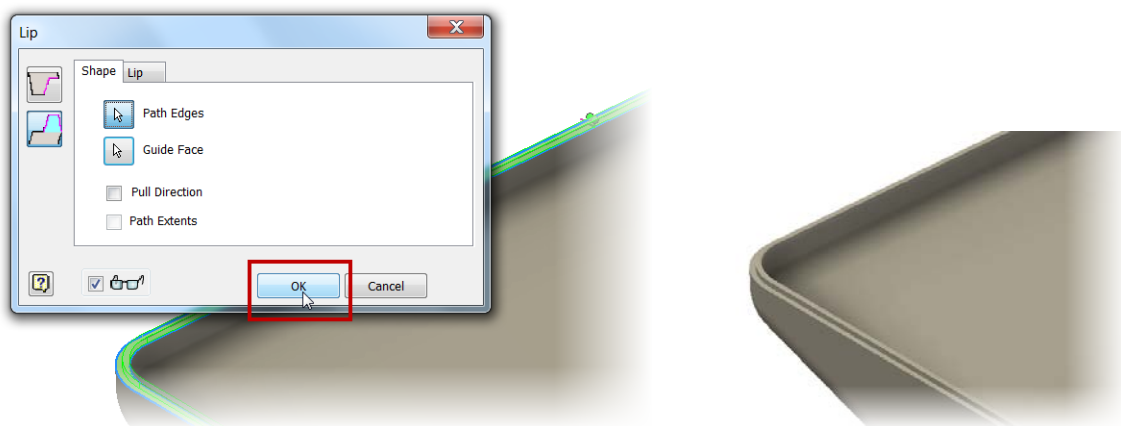 Lip
Shape
Lip
Path Edges
Guide Face
Pull Direction
Path Extents
OK
Cancel